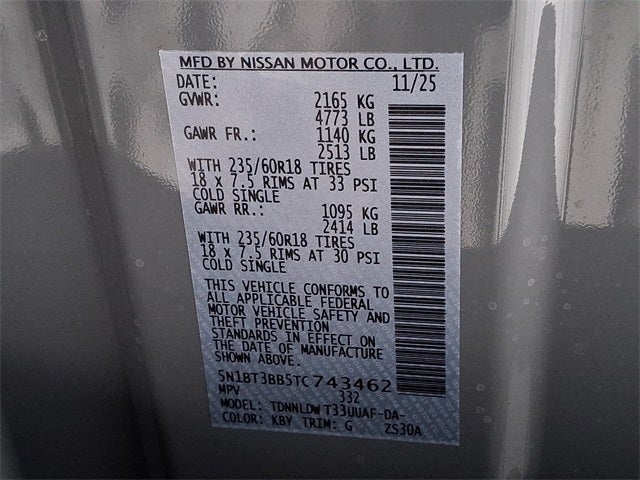 MFD BY NISSAN MOTOR CO., LTD.
DATE: 11/25
GVWR: 2165 KG
4773 LB
GAWR FR.: 1140 KG
2513 LB
WITH 235/60R18 TIRES
18 x 7.5 RIMS AT 33 PSI
COLD SINGLE
GAWR RR.: 1095 KG
2414 LB
WITH 235/60R18 TIRES
18 x 7.5 RIMS AT 30 PSI
COLD SINGLE
THIS VEHICLE CONFORMS TO
ALL APPLICABLE FEDERAL
MOTOR VEHICLE SAFETY AND
THEFT PREVENTION
STANDARDS IN EFFECT ON
THE DATE OF MANUFACTURE
SHOWN ABOVE.
5N1BT3BB5TC743462
MPV 332
MODEL: TDNNLDW T33UUAF-DA-
COLOR: KBY TRIM: G ZS30A